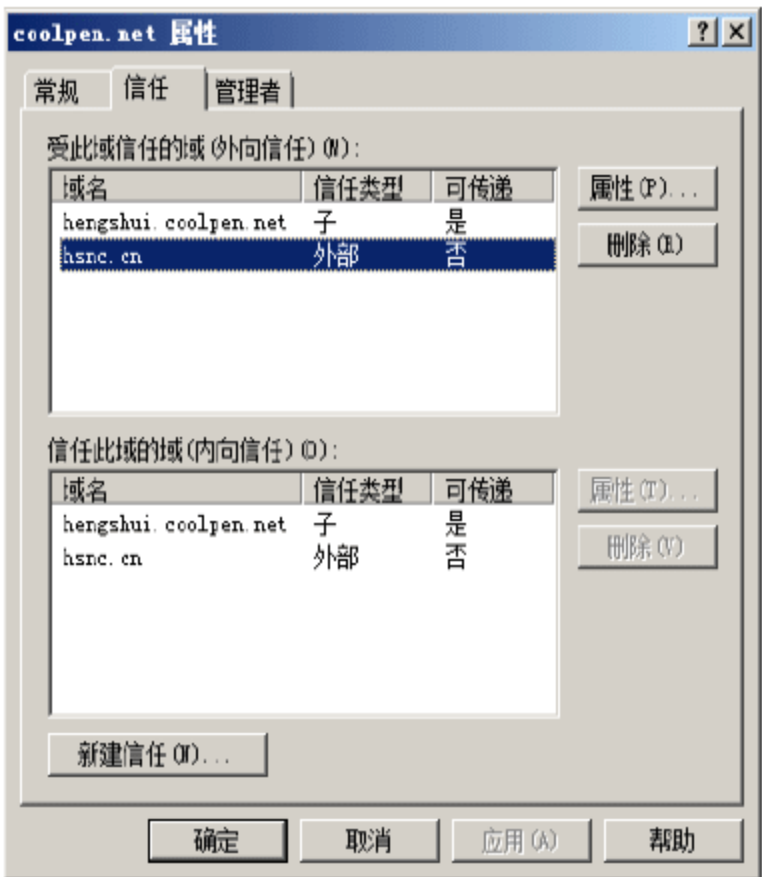 coolpen.net 属性
常规 信任 管理者
受此域信任的域(外向信任)(N):
域名 信任类型 可传递
hengshui.coolpen.net 子 是
hsnc.cn 外部 否
属性(P)...
删除(R)
信任此域的域(内向信任)(O):
域名 信任类型 可传递
hengshui.coolpen.net 子 是
hsnc.cn 外部 否
属性(T)...
删除(V)
新建信任(W)...
确定 取消 应用(A) 帮助